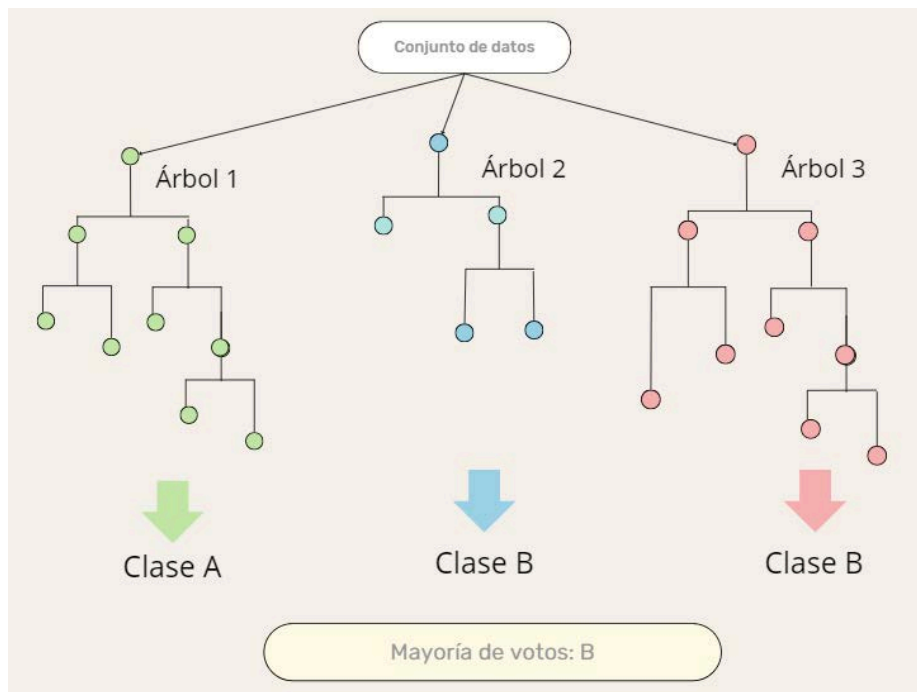 Conjunto de datos
Árbol 1
Árbol 2
Árbol 3
Clase A
Clase B
Clase B
Mayoría de votos: B